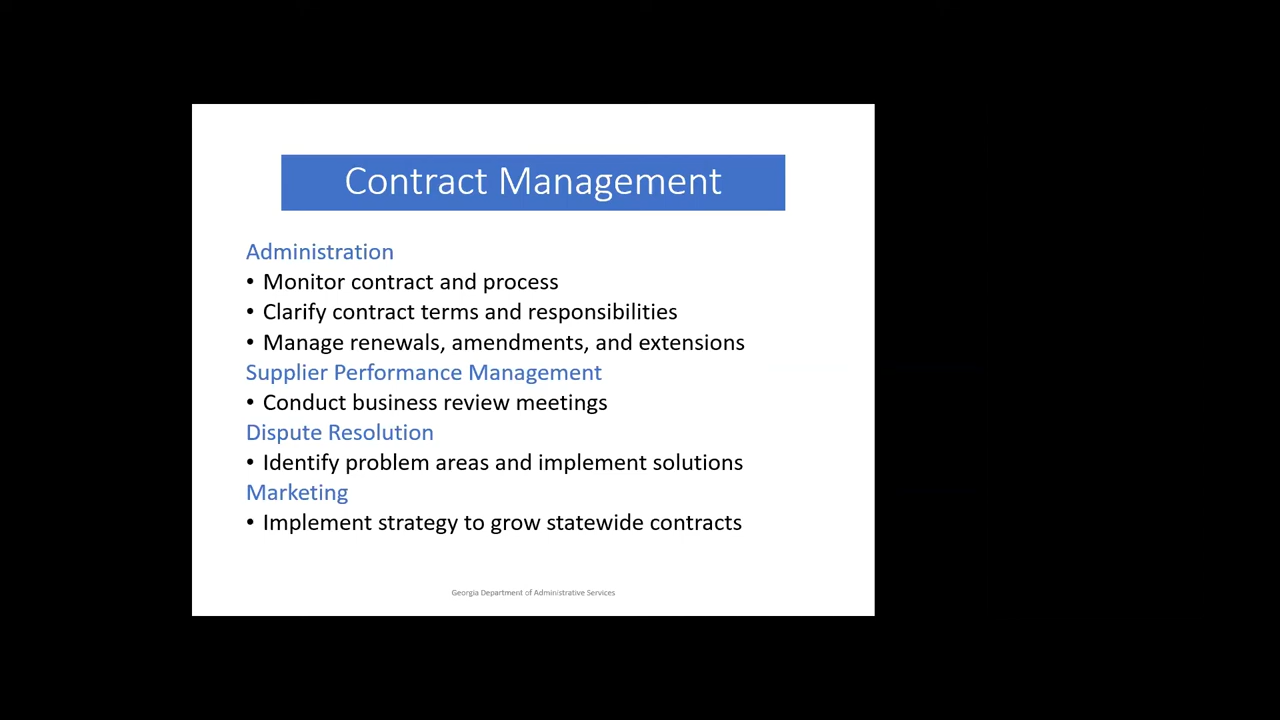 Contract Management
Administration
• Monitor contract and process
• Clarify contract terms and responsibilities
• Manage renewals, amendments, and extensions
Supplier Performance Management
• Conduct business review meetings
Dispute Resolution
• Identify problem areas and implement solutions
Marketing
• Implement strategy to grow statewide contracts
Georgia Department of Administrative Services